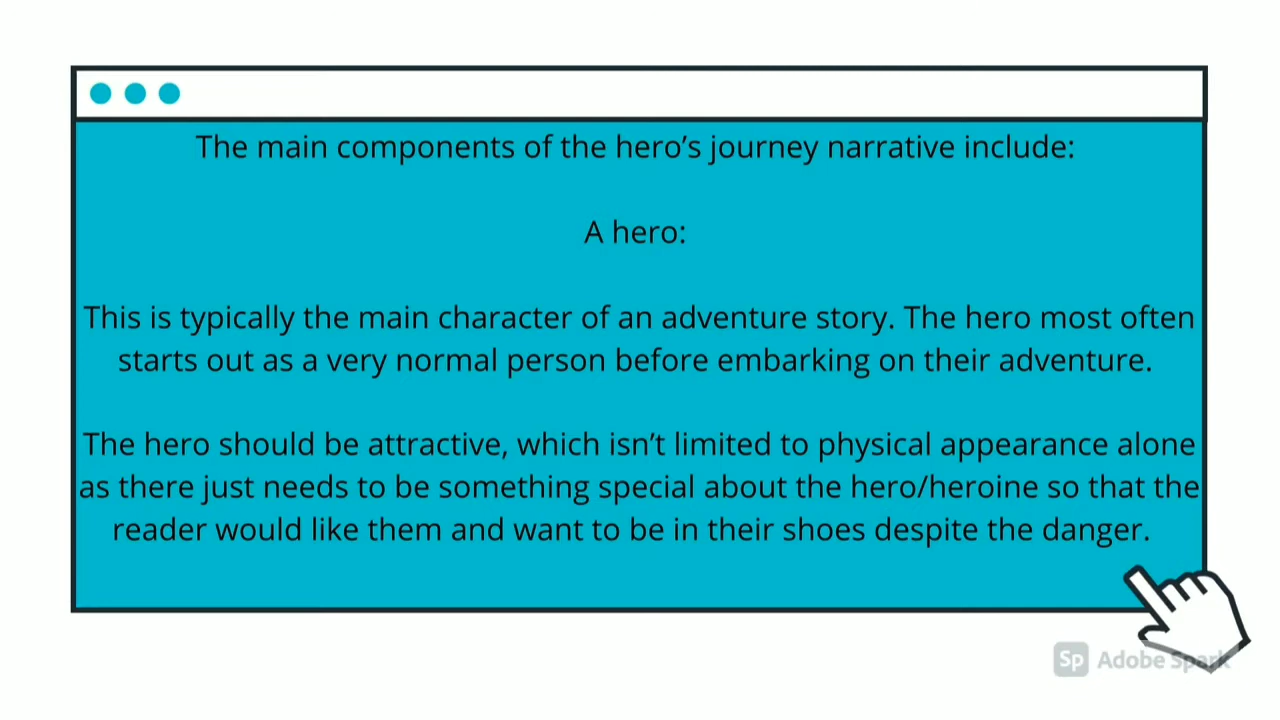 The main components of the hero’s journey narrative include:
A hero:
This is typically the main character of an adventure story. The hero most often
starts out as a very normal person before embarking on their adventure.
The hero should be attractive, which isn’t limited to physical appearance alone
as there just needs to be something special about the hero/heroine so that the
reader would like them and want to be in their shoes despite the danger.
Sp Adobe Spark